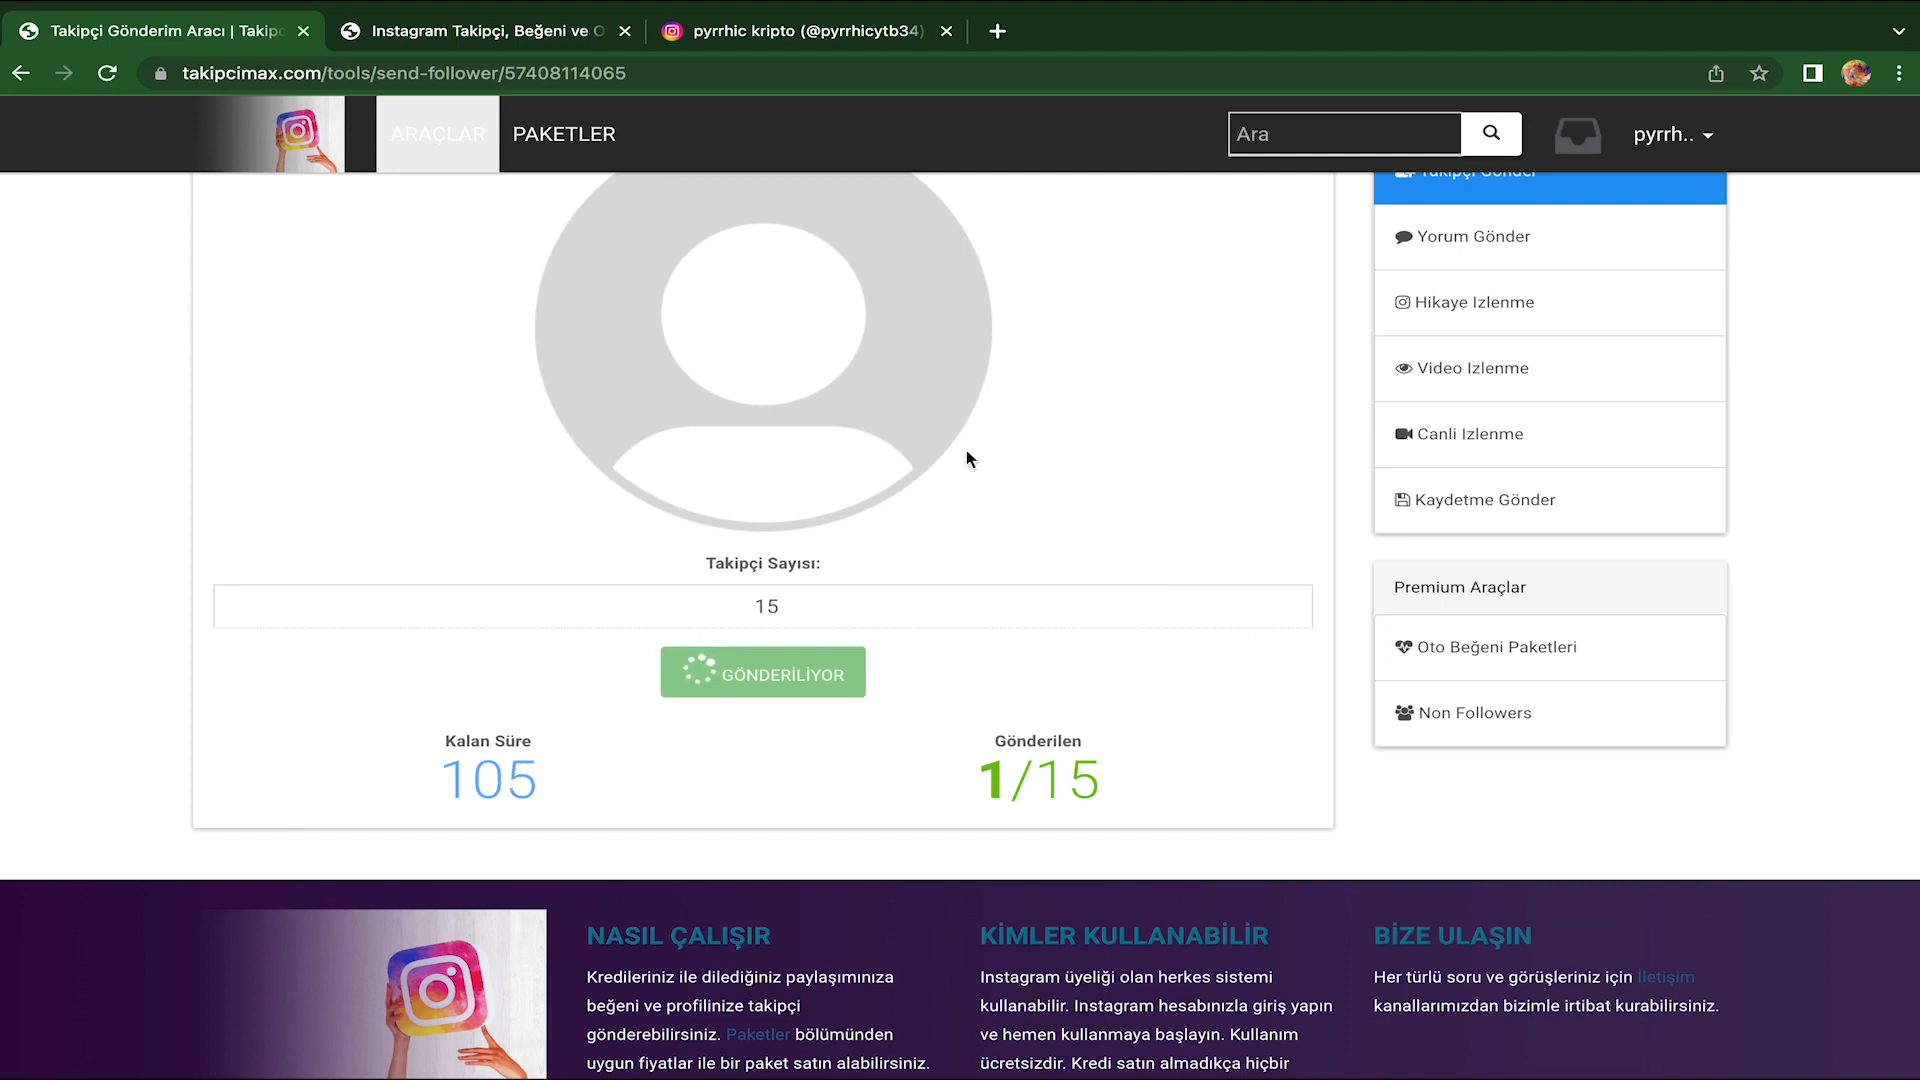 Takipçi Gönderim Aracı | Takipc
Instagram Takipçi, Beğeni ve O
pyrrhic kripto (@pyrrhicytb34)
takipcimax.com/tools/send-follower/57408114065
ARAÇLAR
PAKETLER
Ara
pyrrh..
Takipçi Gönder
Yorum Gönder
Hikaye Izlenme
Video Izlenme
Canli Izlenme
Kaydetme Gönder
Takipçi Sayısı:
15
GÖNDERİLİYOR
Kalan Süre
105
Gönderilen
1/15
Premium Araçlar
Oto Beğeni Paketleri
Non Followers
NASIL ÇALIŞIR
Kredileriniz ile dilediğiniz paylaşımınıza
beğeni ve profilinize takipçi
gönderebilirsiniz. Paketler bölümünden
uygun fiyatlar ile bir paket satın alabilirsiniz.
KİMLER KULLANABİLİR
Instagram üyeliği olan herkes sistemi
kullanabilir. Instagram hesabınızla giriş yapın
ve hemen kullanmaya başlayın. Kullanım
ücretsizdir. Kredi satın almadıkça hiçbir
BİZE ULAŞIN
Her türlü soru ve görüşleriniz için İletişim
kanallarımızdan bizimle irtibat kurabilirsiniz.